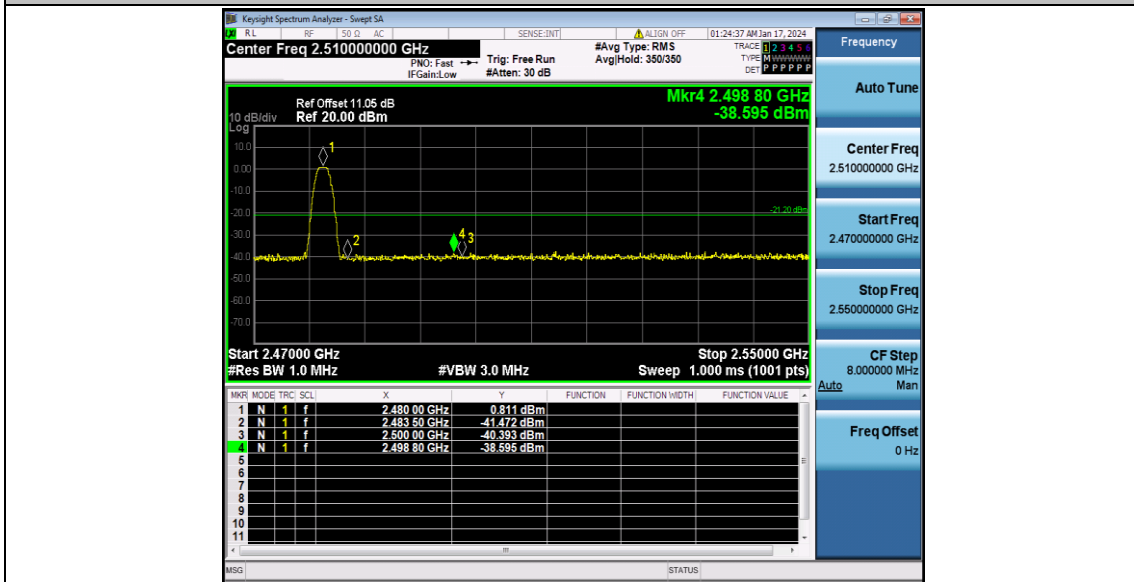 Keysight Spectrum Analyzer - Swept SA
RL RF 50 Ω AC SENSE:INT ALIGN OFF 01:24:37 AM Jan 17, 2024
Center Freq 2.510000000 GHz
PNO: Fast
IFGain:Low
Trig: Free Run
#Atten: 30 dB
#Avg Type: RMS
Avg|Hold: 350/350
TRACE 1 2 3 4 5 6
TYPE M WWWWW
DET P P P P P P
Frequency
Auto Tune
Center Freq
2.510000000 GHz
Start Freq
2.470000000 GHz
Stop Freq
2.550000000 GHz
CF Step
8.000000 MHz
Auto Man
Freq Offset
0 Hz
Mkr4 2.498 80 GHz
-38.595 dBm
Ref Offset 11.05 dB
10 dB/div Ref 20.00 dBm
Log
10.0
0.00
-10.0
-20.0
-30.0
-40.0
-50.0
-60.0
-70.0
1
2
4
3
-21.20 dBm
Start 2.47000 GHz Stop 2.55000 GHz
#Res BW 1.0 MHz #VBW 3.0 MHz Sweep 1.000 ms (1001 pts)
MKR MODE TRC SCL X Y FUNCTION FUNCTION WIDTH FUNCTION VALUE
1 N 1 f 2.480 00 GHz 0.811 dBm
2 N 1 f 2.483 50 GHz -41.472 dBm
3 N 1 f 2.500 00 GHz -40.393 dBm
4 N 1 f 2.498 80 GHz -38.595 dBm
5
6
7
8
9
10
11
MSG STATUS